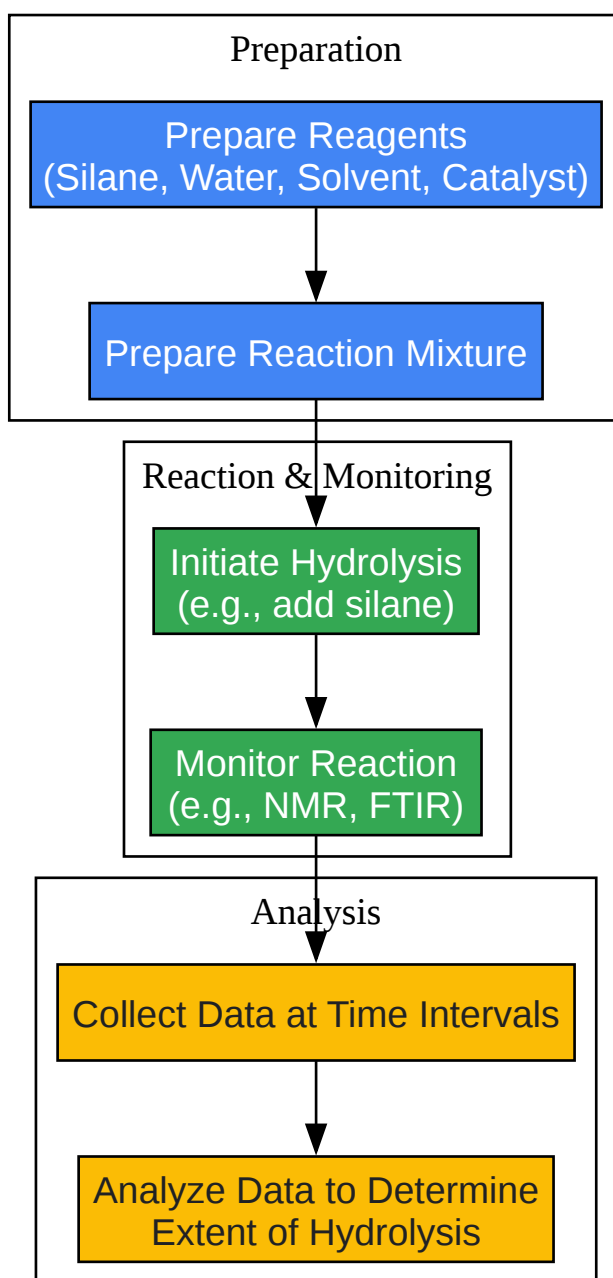 Preparation
Prepare Reagents
(Silane, Water, Solvent, Catalyst)
Prepare Reaction Mixture
Reaction & Monitoring
Initiate Hydrolysis
(e.g., add silane)
Monitor Reaction
(e.g., NMR, FTIR)
Analysis
Collect Data at Time Intervals
Analyze Data to Determine
Extent of Hydrolysis